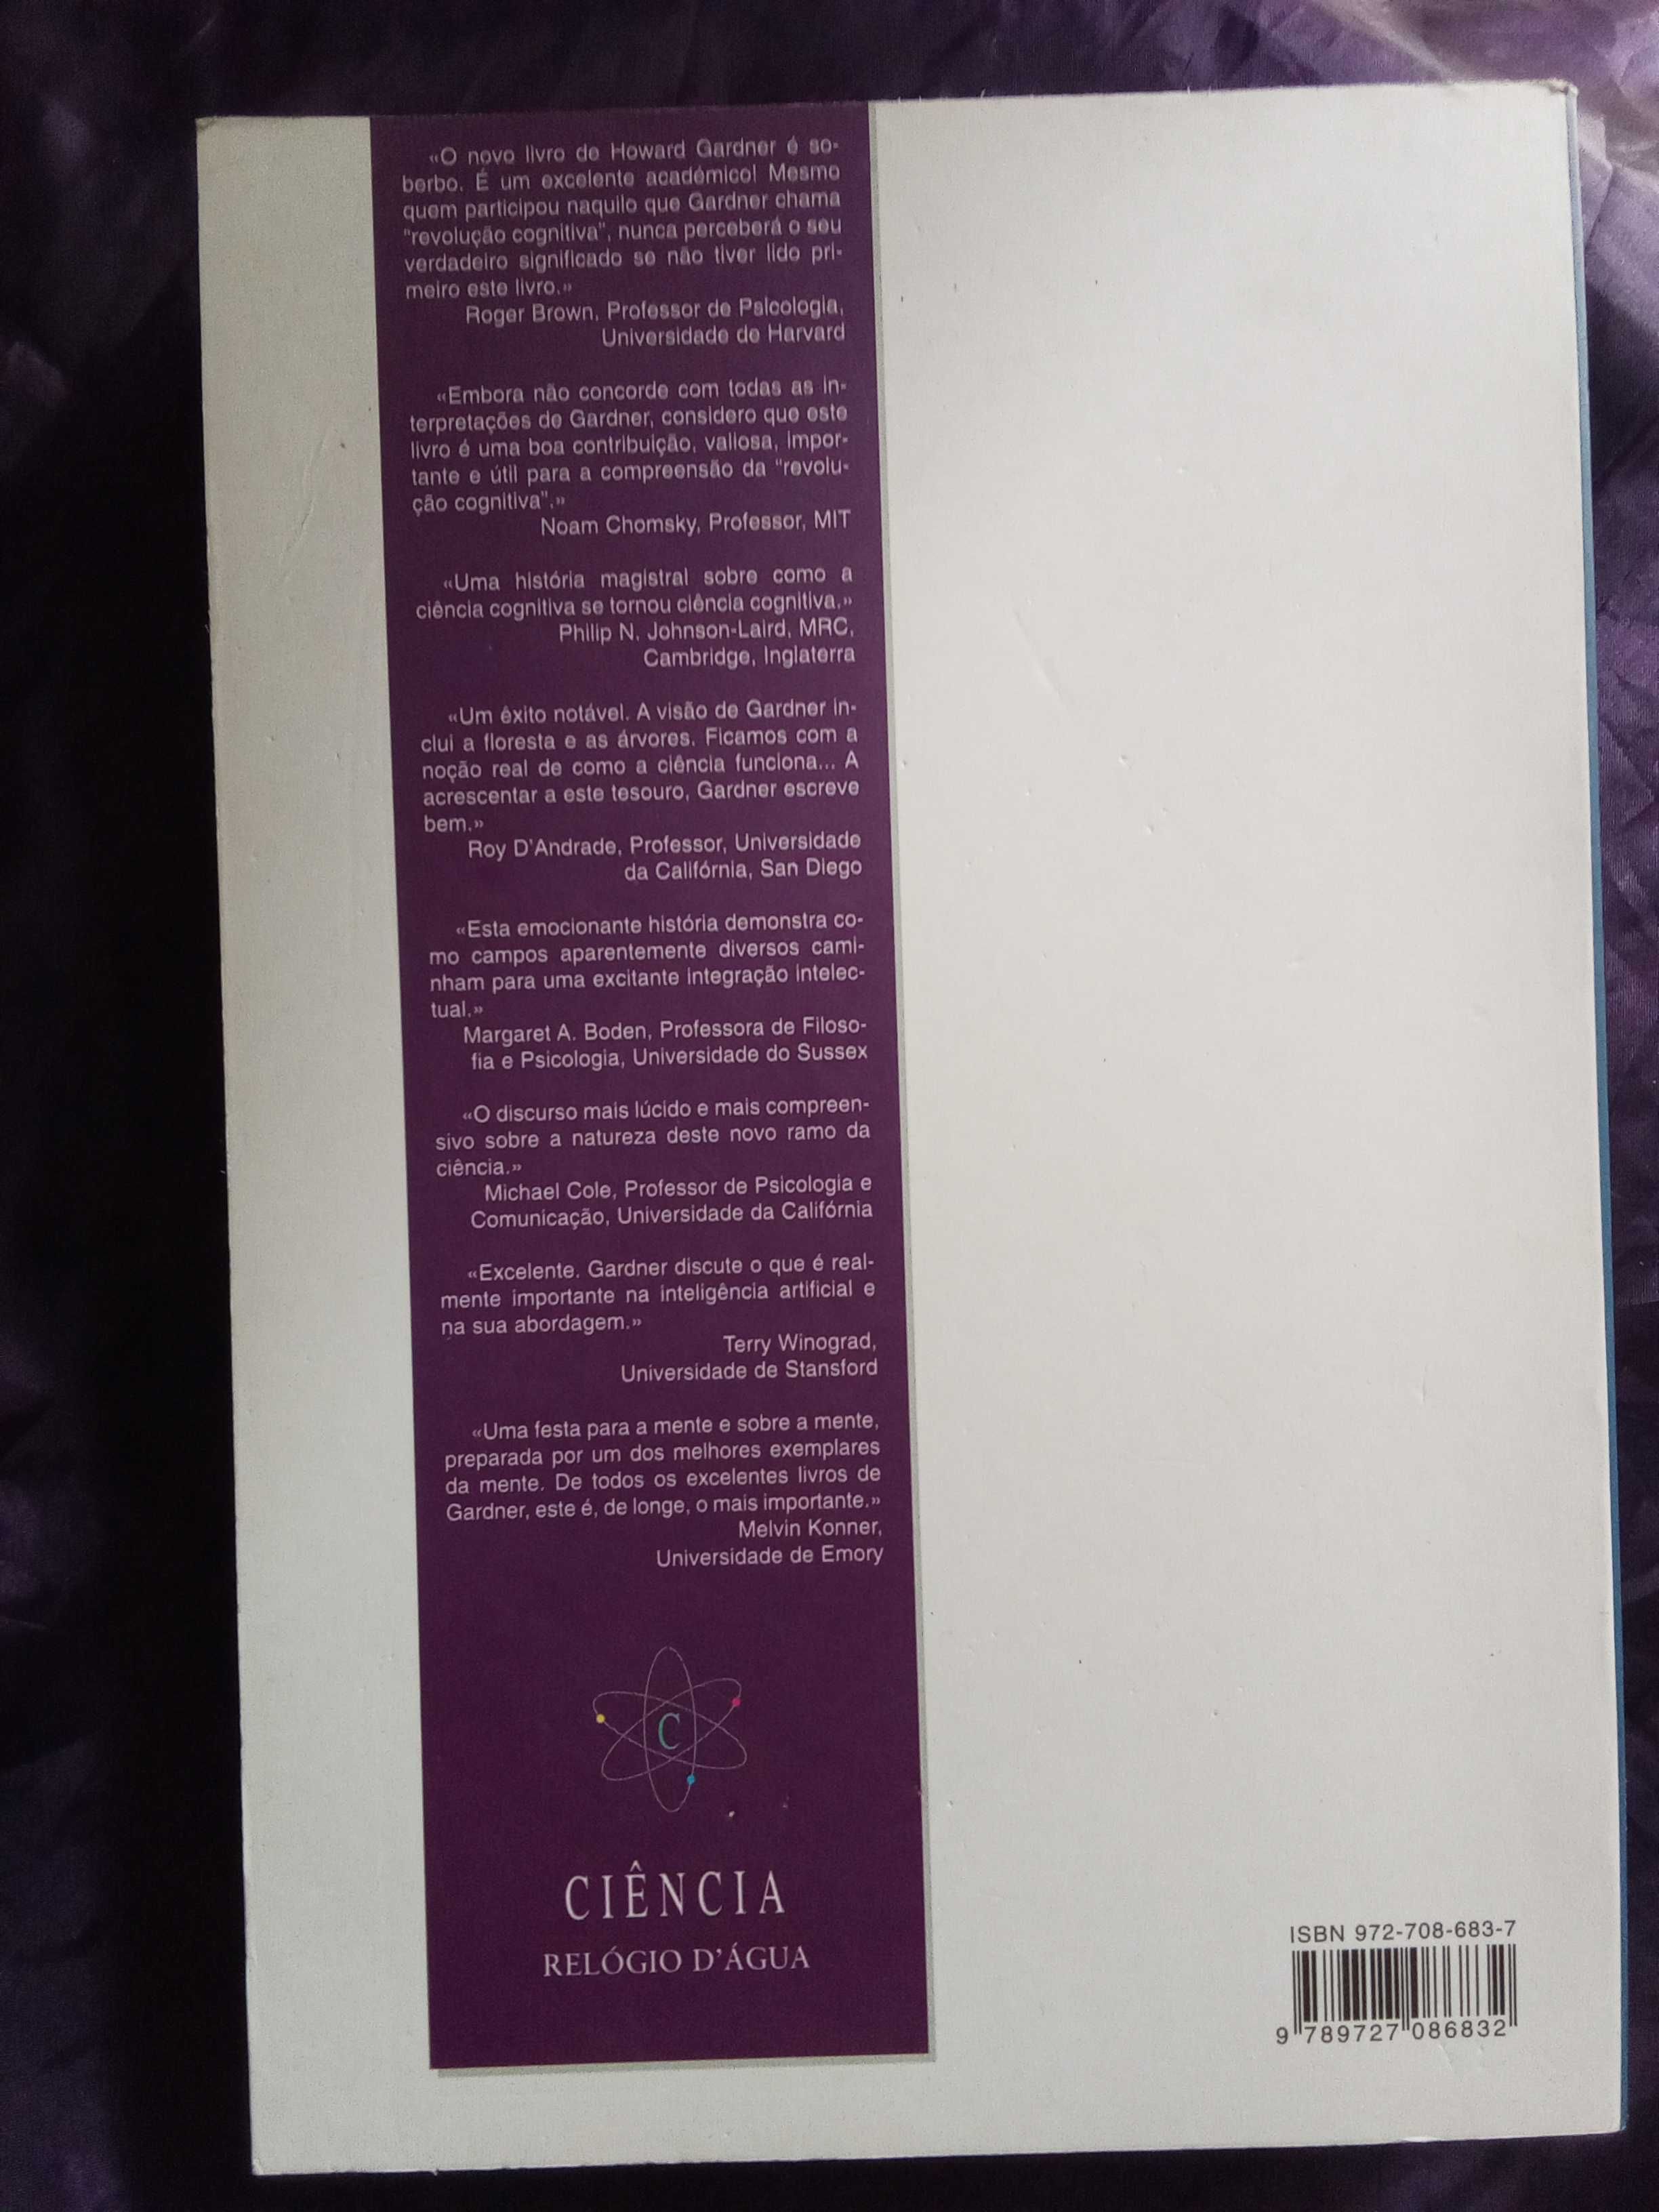 «O novo livro de Howard Gardner é so-
berbo. É um excelente académico! Mesmo
quem participou naquilo que Gardner chama
"revolução cognitiva", nunca perceberá o seu
verdadeiro significado se não tiver lido pri-
meiro este livro.»
Roger Brown, Professor de Psicologia,
Universidade de Harvard
«Embora não concorde com todas as in-
terpretações de Gardner, considero que este
livro é uma boa contribuição, valiosa, impor-
tante e útil para a compreensão da "revolu-
ção cognitiva".»
Noam Chomsky, Professor, MIT
«Uma história magistral sobre como a
ciência cognitiva se tornou ciência cognitiva.»
Philip N. Johnson-Laird, MRC,
Cambridge, Inglaterra
«Um êxito notável. A visão de Gardner in-
clui a floresta e as árvores. Ficamos com a
noção real de como a ciência funciona... A
acrescentar a este tesouro, Gardner escreve
bem.»
Roy D'Andrade, Professor, Universidade
da Califórnia, San Diego
«Esta emocionante história demonstra co-
mo campos aparentemente diversos cami-
nham para uma excitante integração intelec-
tual.»
Margaret A. Boden, Professora de Filoso-
fia e Psicologia, Universidade do Sussex
«O discurso mais lúcido e mais compreen-
sivo sobre a natureza deste novo ramo da
ciência.»
Michael Cole, Professor de Psicologia e
Comunicação, Universidade da Califórnia
«Excelente. Gardner discute o que é real-
mente importante na inteligência artificial e
na sua abordagem.»
Terry Winograd,
Universidade de Stansford
«Uma festa para a mente e sobre a mente,
preparada por um dos melhores exemplares
da mente. De todos os excelentes livros de
Gardner, este é, de longe, o mais importante.»
Melvin Konner,
Universidade de Emory
C
CIÊNCIA
RELÓGIO D'ÁGUA
ISBN 972-708-683-7
9 789727 086832